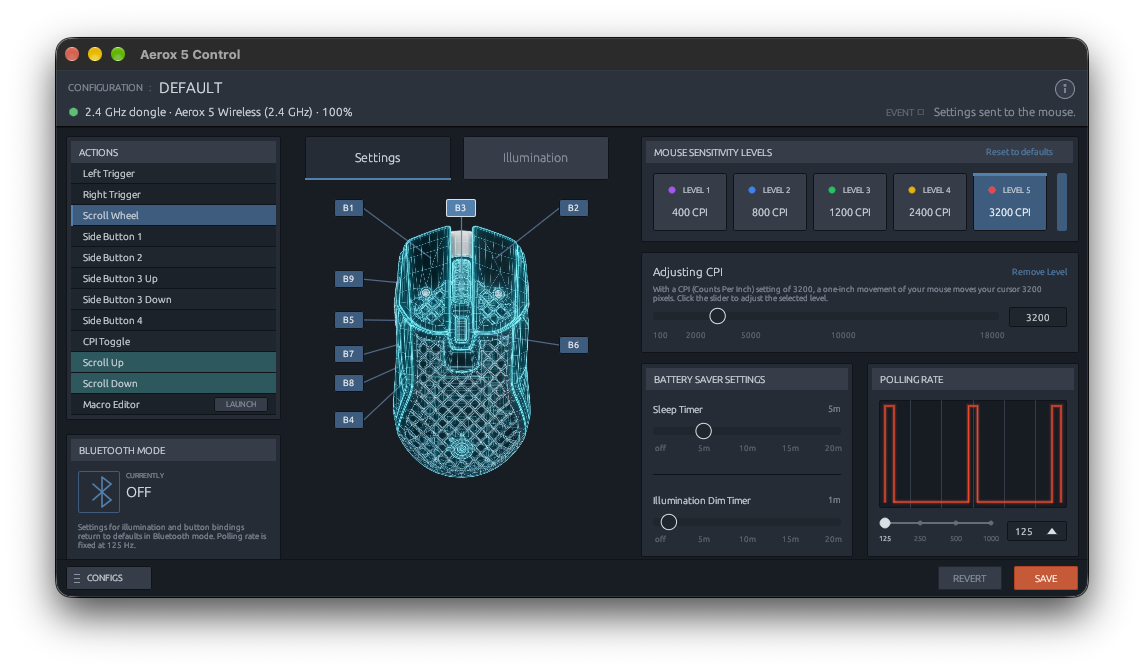 Aerox 5 Control
CONFIGURATION : DEFAULT
2.4 GHz dongle · Aerox 5 Wireless (2.4 GHz) · 100%
EVENT Settings sent to the mouse.
ACTIONS
Left Trigger
Right Trigger
Scroll Wheel
Side Button 1
Side Button 2
Side Button 3 Up
Side Button 3 Down
Side Button 4
CPI Toggle
Scroll Up
Scroll Down
Macro Editor LAUNCH
BLUETOOTH MODE
CURRENTLY
OFF
Settings for illumination and button bindings
return to defaults in Bluetooth mode. Polling rate is
fixed at 125 Hz.
Settings Illumination
B1 B3 B2
B9
B5
B6
B7
B8
B4
MOUSE SENSITIVITY LEVELS Reset to defaults
LEVEL 1 LEVEL 2 LEVEL 3 LEVEL 4 LEVEL 5
400 CPI 800 CPI 1200 CPI 2400 CPI 3200 CPI
Adjusting CPI Remove Level
With a CPI (Counts Per Inch) setting of 3200, a one-inch movement of your mouse moves your cursor 3200
pixels. Click the slider to adjust the selected level.
3200
100 2000 5000 10000 18000
BATTERY SAVER SETTINGS
Sleep Timer 5m
off 5m 10m 15m 20m
Illumination Dim Timer 1m
off 5m 10m 15m 20m
POLLING RATE
125 250 500 1000
125
CONFIGS
REVERT SAVE